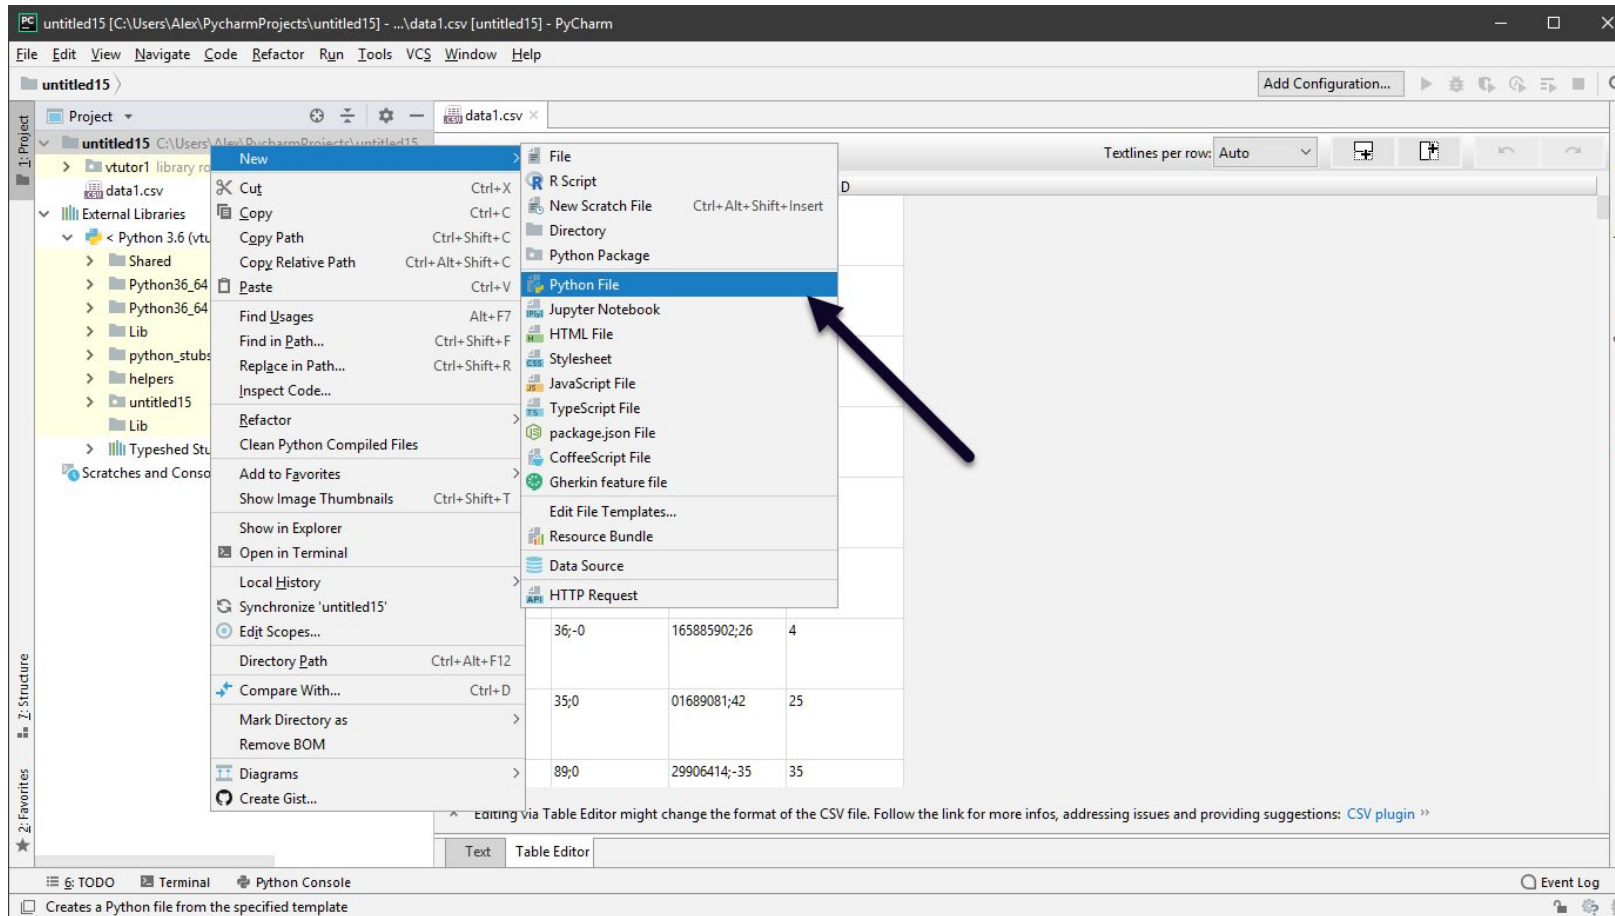 PC untitled15 [C:\Users\Alex\PycharmProjects\untitled15] - ...\data1.csv [untitled15] - PyCharm
File Edit View Navigate Code Refactor Run Tools VCS Window Help
untitled15 Add Configuration...
1: Project
Project data1.csv
untitled15 C:\Users\Alex\PycharmProjects\untitled15
vtutor1 library
data1.csv
External Libraries
< Python 3.6
Shared
Python36_64
Python36_64
Lib
python_stubs
helpers
untitled15
Lib
Typeshed
Scratches and
New
Cut Ctrl+X
Copy Ctrl+C
Copy Path Ctrl+Shift+C
Copy Relative Path Ctrl+Alt+Shift+C
Paste Ctrl+V
Find Usages Alt+F7
Find in Path... Ctrl+Shift+F
Replace in Path... Ctrl+Shift+R
Inspect Code...
Refactor
Clean Python Compiled Files
Add to Favorites
Show Image Thumbnails Ctrl+Shift+T
Show in Explorer
Open in Terminal
Local History
Synchronize 'untitled15'
Edit Scopes...
Directory Path Ctrl+Alt+F12
Compare With... Ctrl+D
Mark Directory as
Remove BOM
Diagrams
Create Gist...
File
R Script
New Scratch File Ctrl+Alt+Shift+Insert
Directory
Python Package
Python File
Jupyter Notebook
HTML File
Stylesheet
JavaScript File
TypeScript File
package.json File
CoffeeScript File
Gherkin feature file
Edit File Templates...
Resource Bundle
Data Source
HTTP Request
Textlines per row: Auto
D
36;-0 165885902;26 4
35;0 01689081;42 25
89;0 29906414;-35 35
Editing via Table Editor might change the format of the CSV file. Follow the link for more infos, addressing issues and providing suggestions: CSV plugin
Text Table Editor
7: Structure
2: Favorites
6: TODO Terminal Python Console Event Log
Creates a Python file from the specified template